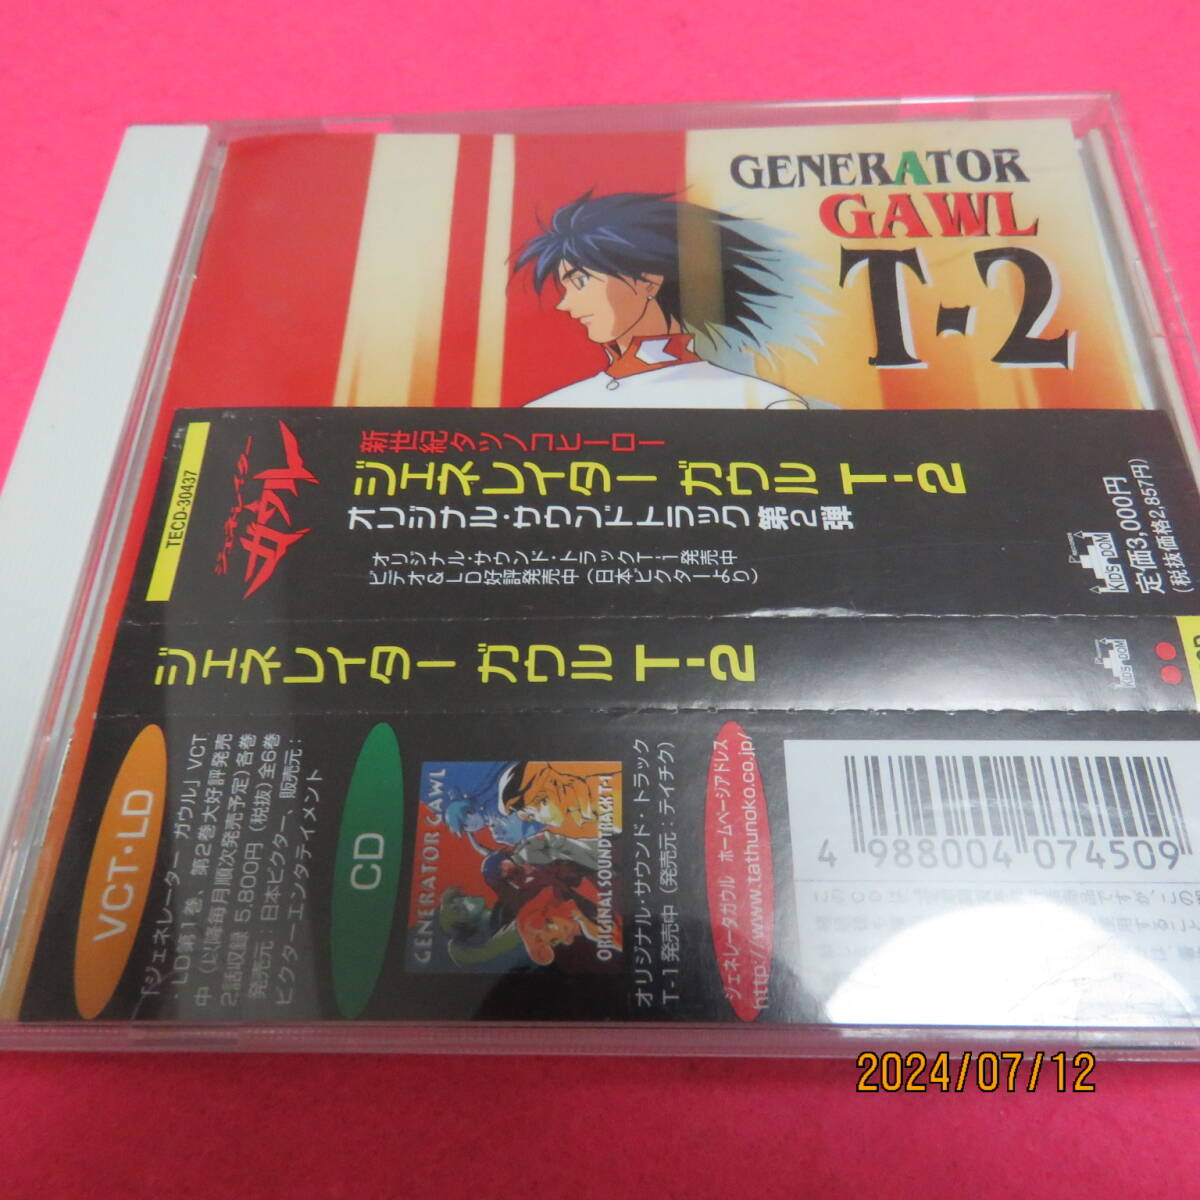 GENERATOR
GAWL
T-2
TECD-30437
ジェネレイター
ガウル
新世紀タツノコヒーロー
ジェネレイター ガウル T-2
オリジナル・サウンドトラック 第2弾
オリジナル・サウンド・トラックT-1発売中
ビデオ&LD好評発売中(日本ビクターより)
KIDS DOM
定価3,000円
(税抜価格2,857円)
ジェネレイター ガウル T-2
KIDS DOM
VCT・LD
「ジェネレーター ガウル」VCT
・LD第1巻、第2巻大好評発売
中(以降毎月順次発売予定)各巻
2話収録 5,800円(税抜)全6巻
発売元:日本ビクター、販売元:
ビクターエンタティメント
CD
GENERATOR GAWL
ORIGINAL SOUNDTRACK T-1
オリジナル・サウンド・トラック
T-1発売中(発売元:テイチク)
ジェネレータガウル ホームページアドレス
http://www.tathunoko.co.jp/
4 988004 074509
2024/07/12